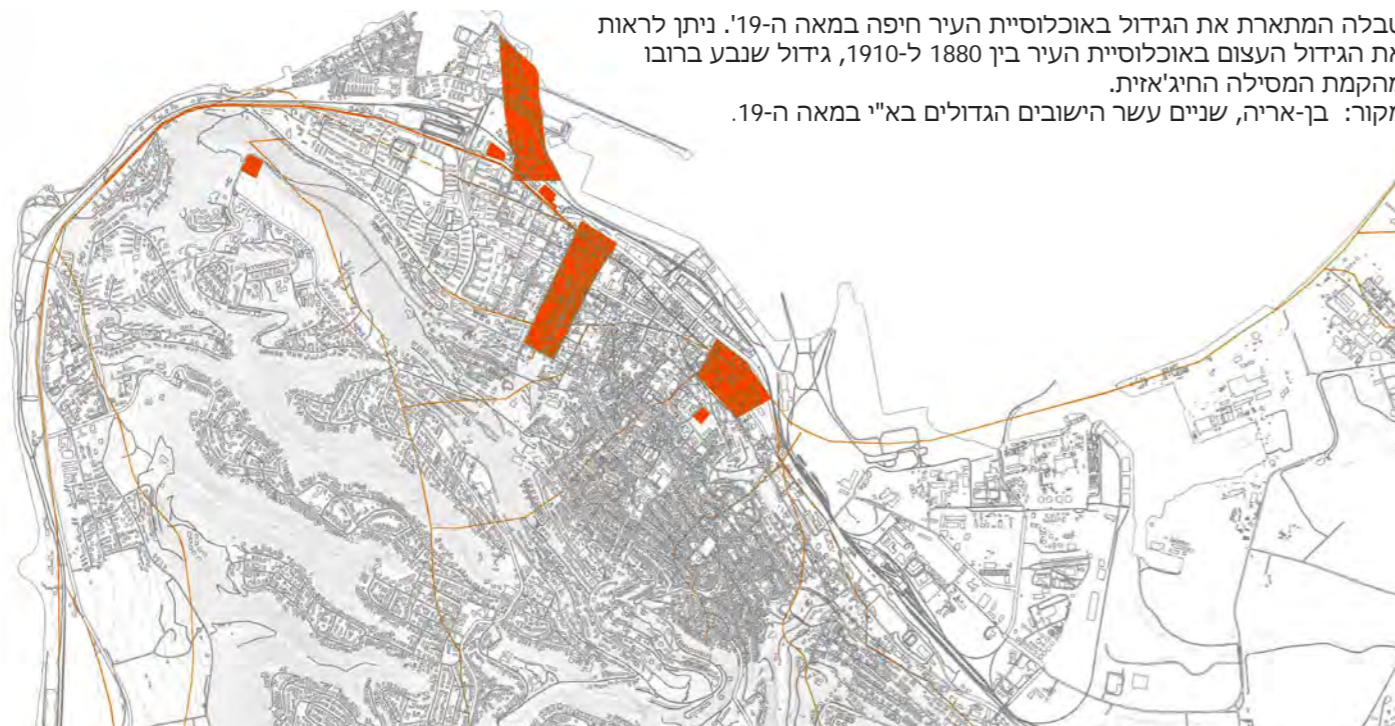 טבלה המתארת את הגידול באוכלוסיית העיר חיפה במאה ה-19'. ניתן לראות
את הגידול העצום באוכלוסיית העיר בין 1880 ל-1910, גידול שנבע ברובו
מהקמת המסילה החיג'אזית.
מקור: בן-אריה, שניים עשר הישובים הגדולים בא"י במאה ה-19.